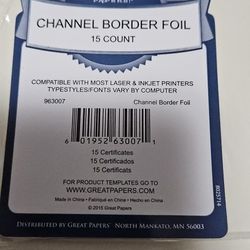 CHANNEL BORDER FOIL
15 COUNT
COMPATIBLE WITH MOST LASER & INKJET PRINTERS
TYPESTYLES/FONTS VARY BY COMPUTER
963007 Channel Border Foil
6 01952 63007 1
15 Certificates
15 Certificados
15 Certificats
FOR PRODUCT TEMPLATES GO TO
WWW.GREATPAPERS.COM
Made in China • Fabriqué en Chine • Hecho en China
© 2015 Great Papers
R025714
DISTRIBUTED BY GREAT PAPERS' NORTH MANKATO, MN 56003